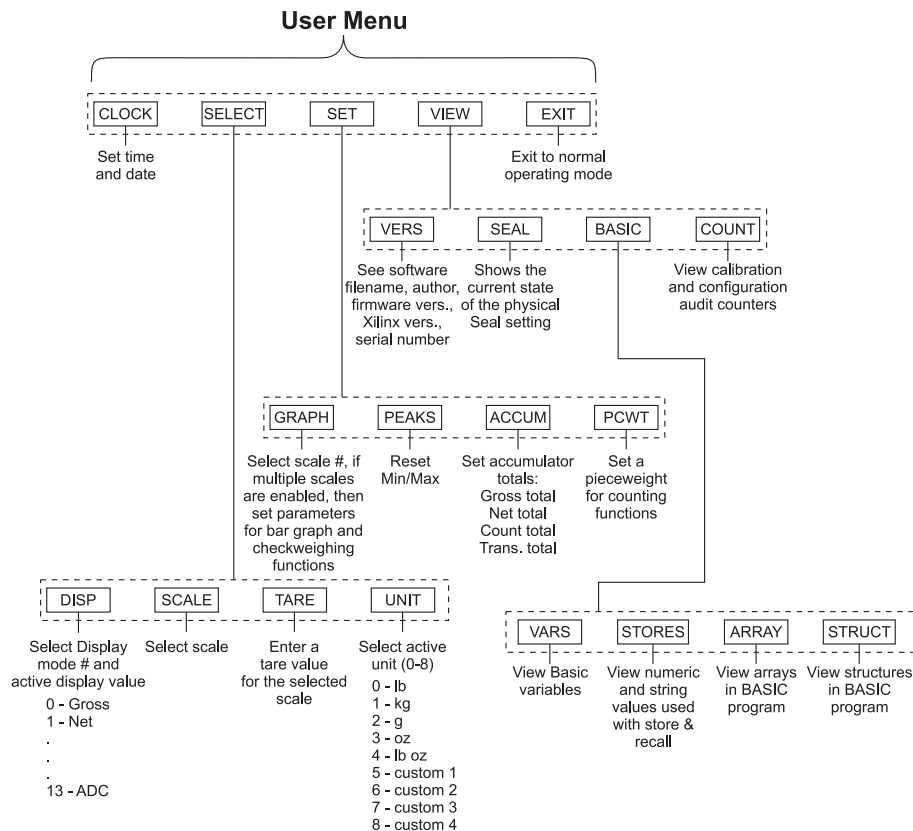 User Menu
CLOCK
SELECT
SET
VIEW
EXIT
Set time
and date
Exit to normal
operating mode
VERS
SEAL
BASIC
COUNT
See software
filename, author,
firmware vers.,
Xilinx vers.,
serial number
Shows the
current state
of the physical
Seal setting
View calibration
and configuration
audit counters
GRAPH
PEAKS
ACCUM
PCWT
Select scale #, if
multiple scales
are enabled, then
set parameters
for bar graph and
checkweighing
functions
Reset
Min/Max
Set accumulator
totals:
Gross total
Net total
Count total
Trans. total
Set a
pieceweight
for counting
functions
DISP
SCALE
TARE
UNIT
Select Display
mode # and
active display value
0 - Gross
1 - Net
.
.
.
13 - ADC
Select scale
Enter a
tare value
for the selected
scale
Select active
unit (0-8)
0 - lb
1 - kg
2 - g
3 - oz
4 - lb oz
5 - custom 1
6 - custom 2
7 - custom 3
8 - custom 4
VARS
STORES
ARRAY
STRUCT
View Basic
variables
View numeric
and string
values used
with store &
recall
View arrays
in BASIC
program
View structures
in BASIC
program